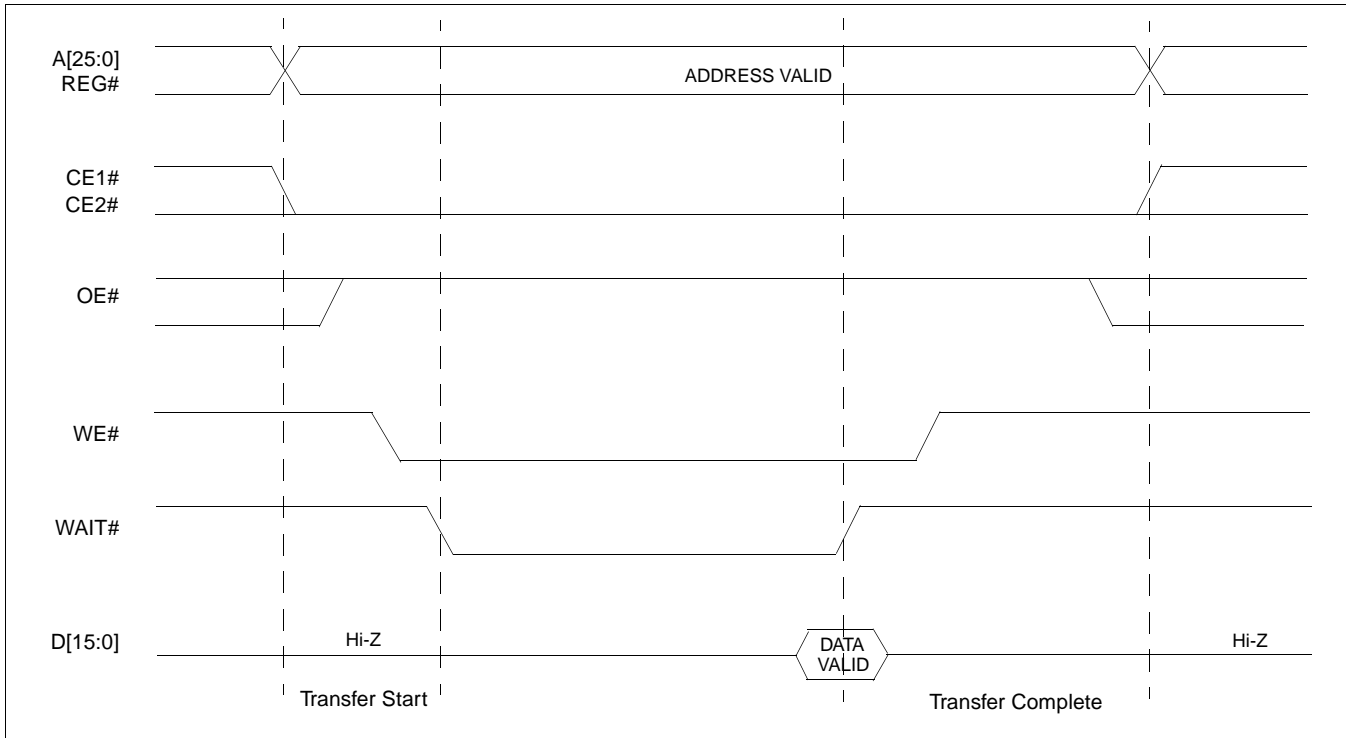 A[25:0]
REG#
ADDRESS VALID
CE1#
CE2#
OE#
WE#
WAIT#
D[15:0]
Hi-Z
DATA
VALID
Hi-Z
Transfer Start
Transfer Complete